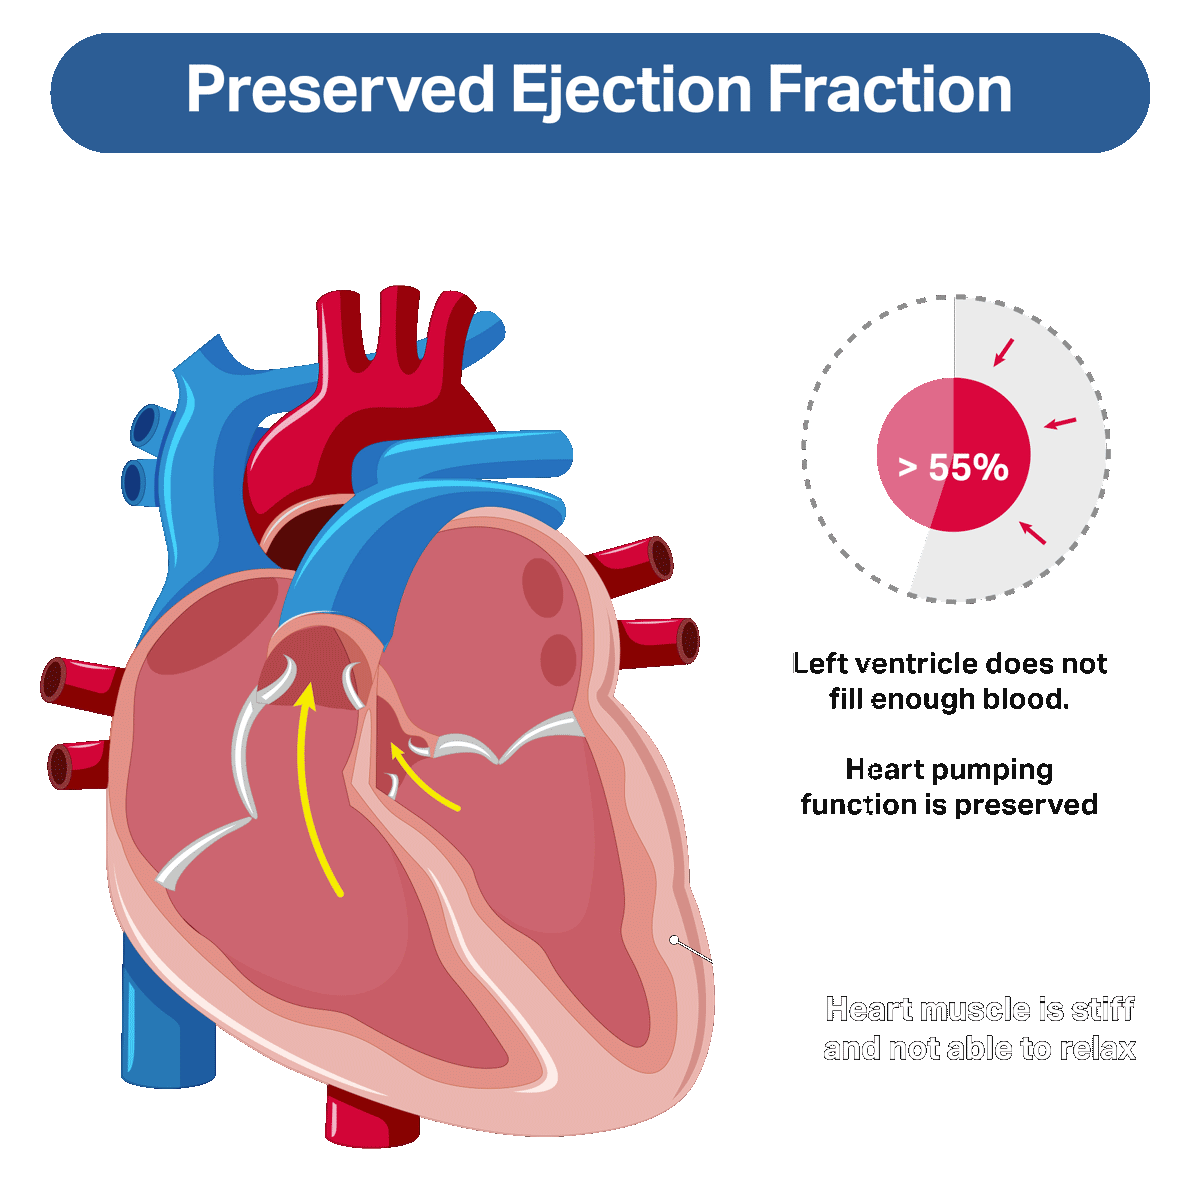 Preserved Ejection Fraction
> 55%
Left ventricle does not
fill enough blood.
Heart pumping
function is preserved
Heart muscle is stiff
and not able to relax